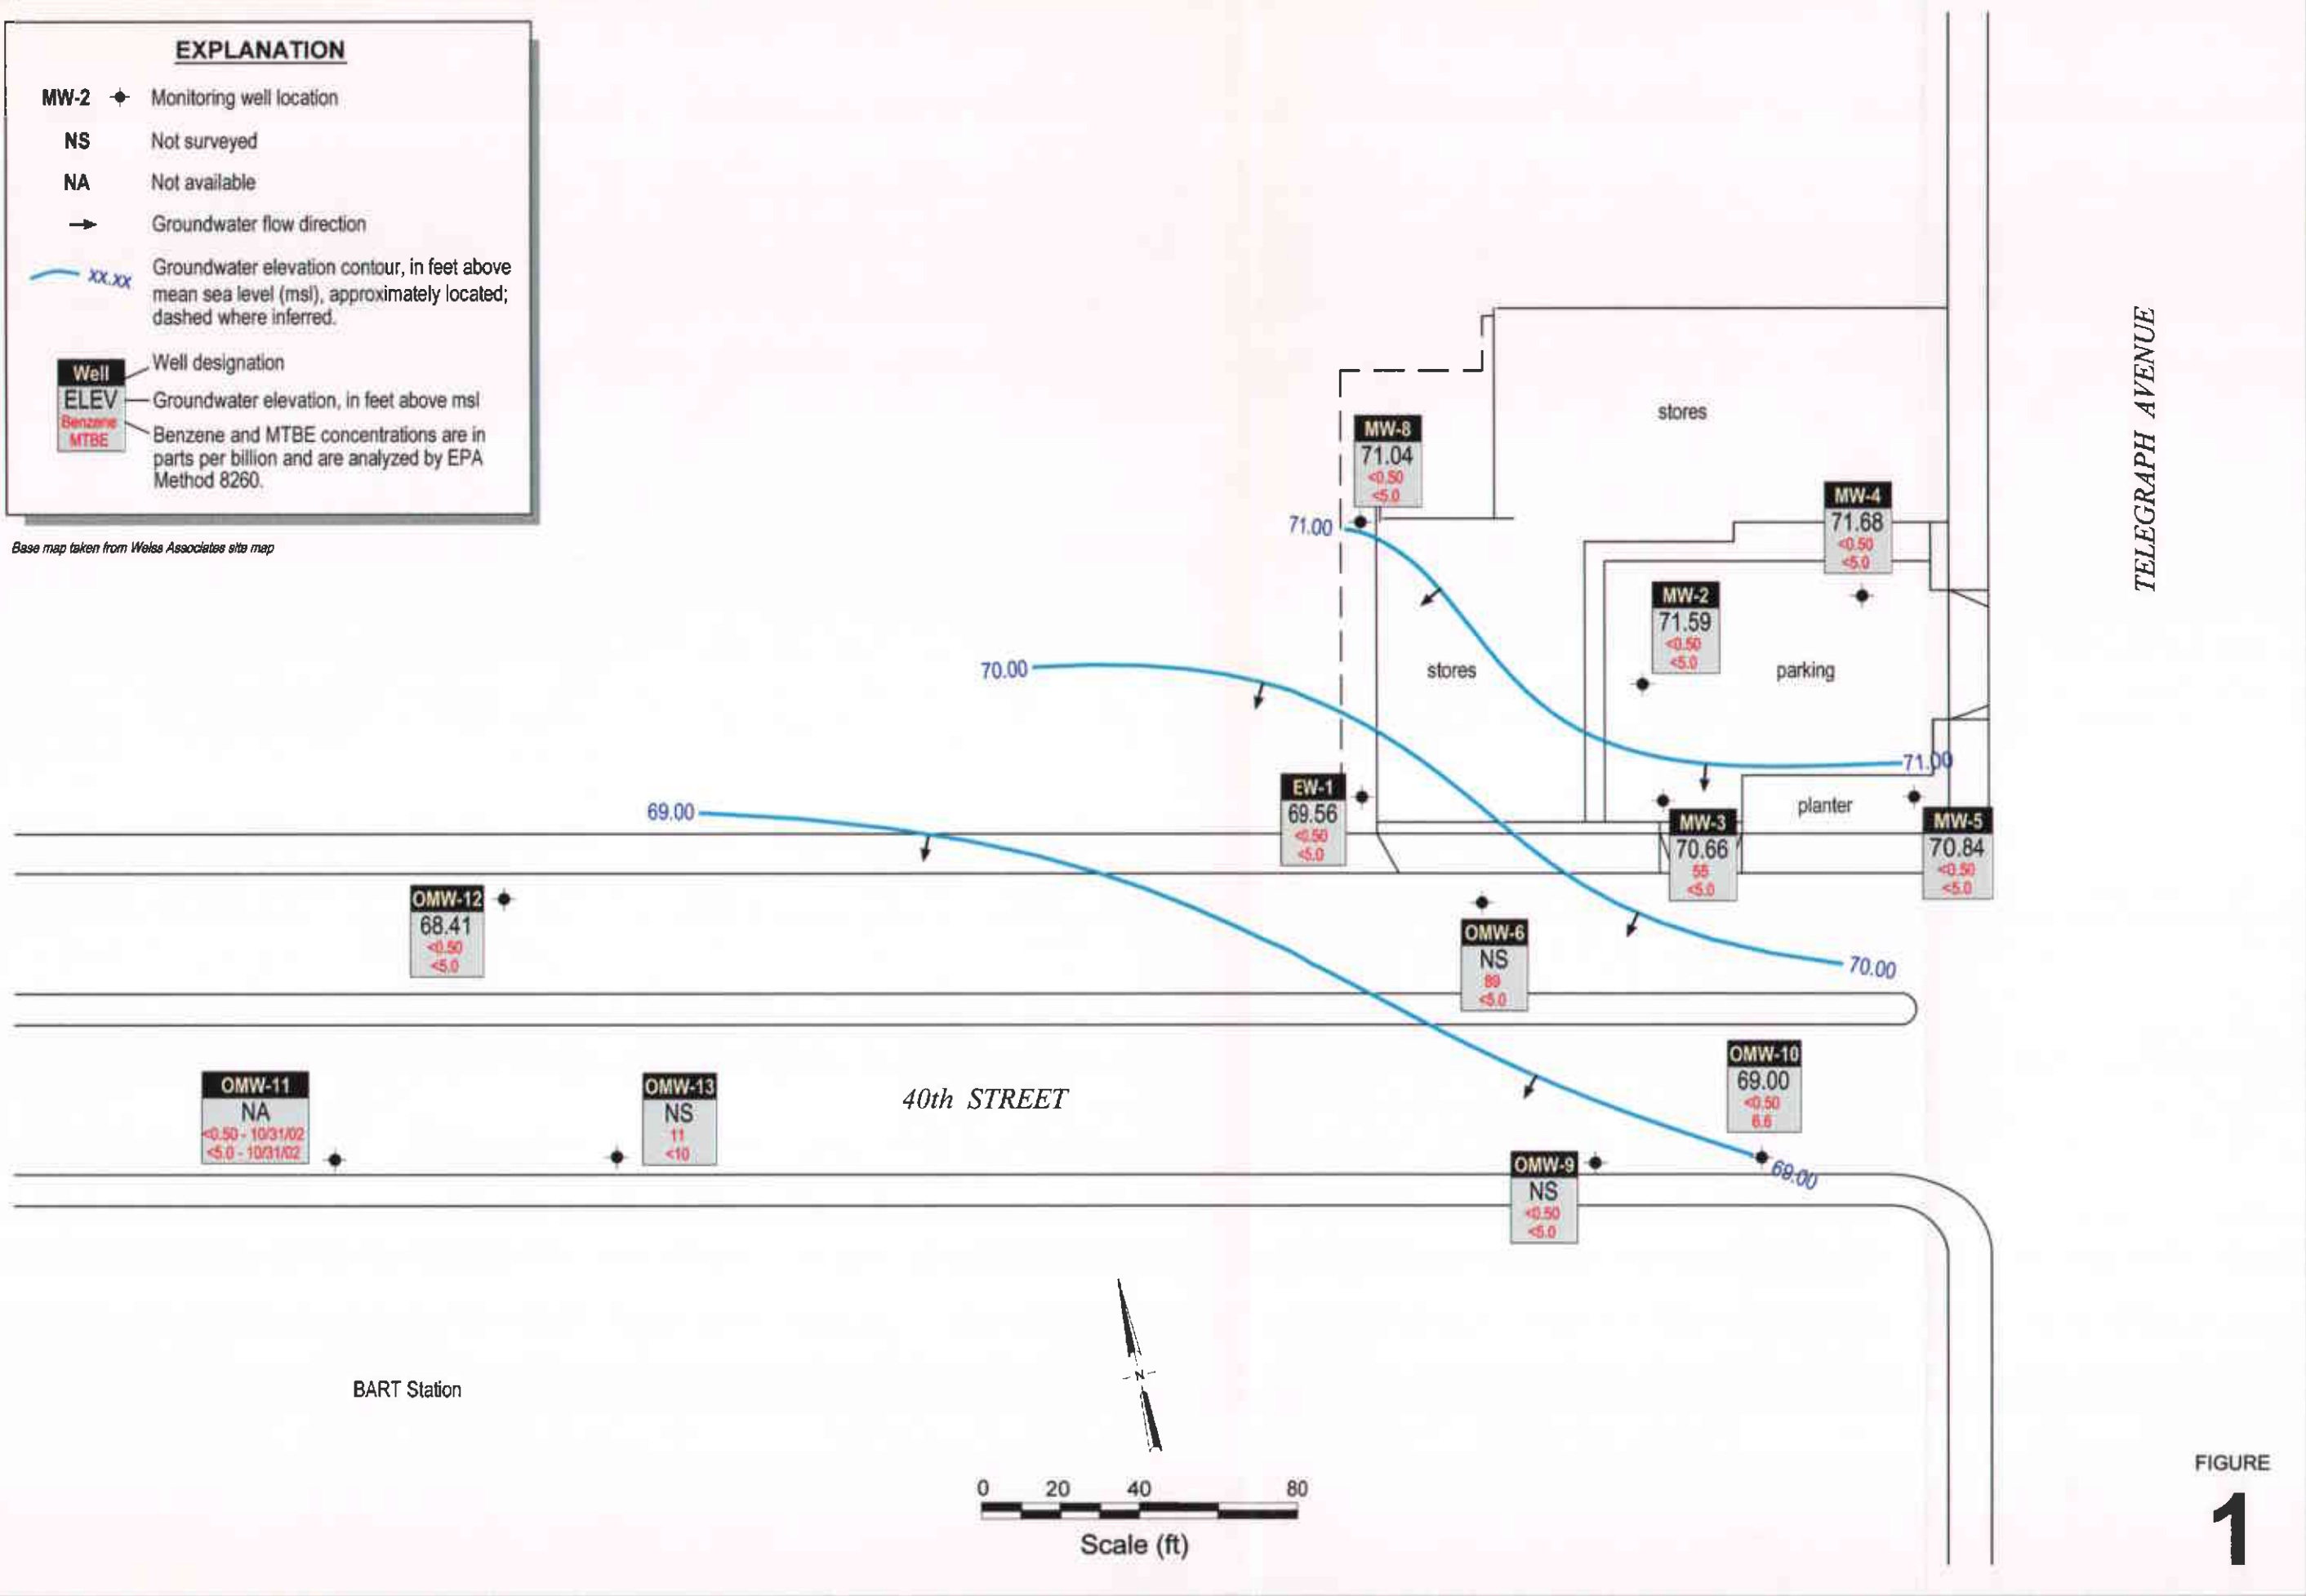 EXPLANATION
MW-2 Monitoring well location
NS Not surveyed
NA Not available
Groundwater flow direction
XX.XX Groundwater elevation contour, in feet above
mean sea level (msl), approximately located;
dashed where inferred.
Well Well designation
ELEV Groundwater elevation, in feet above msl
Benzene
MTBE
Benzene and MTBE concentrations are in
parts per billion and are analyzed by EPA
Method 8260.
Base map taken from Weiss Associates site map
stores
TELEGRAPH AVENUE
MW-8
71.04
<0.50
<5.0
MW-4
71.68
<0.50
<5.0
71.00
MW-2
71.59
<0.50
<5.0
70.00
stores
parking
71.00
EW-1
69.56
<0.50
<5.0
69.00
planter
MW-3
70.66
55
<5.0
MW-5
70.84
<0.50
<5.0
OMW-12
68.41
<0.50
<5.0
OMW-6
NS
89
<5.0
70.00
OMW-10
69.00
<0.50
6.6
OMW-11
NA
<0.50 - 10/31/02
<5.0 - 10/31/02
OMW-13
NS
11
<10
40th STREET
OMW-9
NS
<0.50
<5.0
69.00
N
BART Station
0 20 40 80
Scale (ft)
FIGURE
1